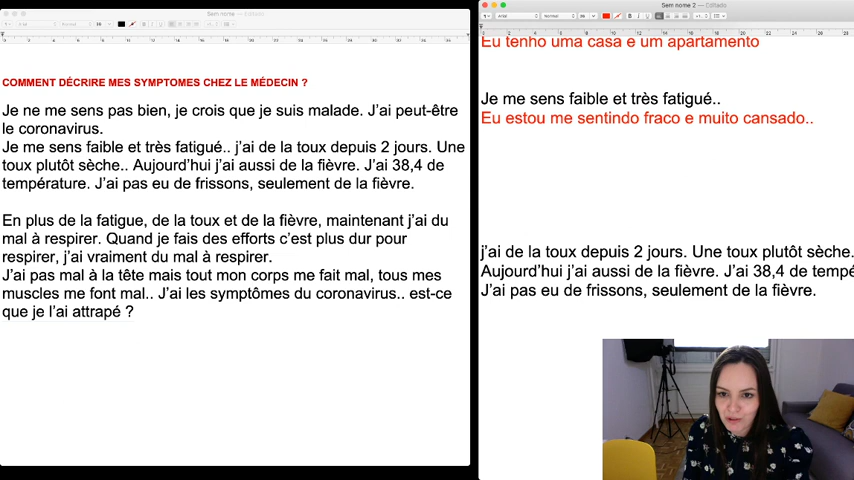 Sem nome — Editado
COMMENT DÉCRIRE MES SYMPTOMES CHEZ LE MÉDECIN ?
Je ne me sens pas bien, je crois que je suis malade. J'ai peut-être
le coronavirus.
Je me sens faible et très fatigué.. j'ai de la toux depuis 2 jours. Une
toux plutôt sèche.. Aujourd'hui j'ai aussi de la fièvre. J'ai 38,4 de
température. J'ai pas eu de frissons, seulement de la fièvre.
En plus de la fatigue, de la toux et de la fièvre, maintenant j'ai du
mal à respirer. Quand je fais des efforts c'est plus dur pour
respirer, j'ai vraiment du mal à respirer.
J'ai pas mal à la tête mais tout mon corps me fait mal, tous mes
muscles me font mal.. J'ai les symptômes du coronavirus.. est-ce
que je l'ai attrapé ?
Sem nome 2 — Editado
Eu tenho uma casa e um apartamento
Je me sens faible et très fatigué..
Eu estou me sentindo fraco e muito cansado..
j'ai de la toux depuis 2 jours. Une toux plutôt sèche.
Aujourd'hui j'ai aussi de la fièvre. J'ai 38,4 de tempé
J'ai pas eu de frissons, seulement de la fièvre.